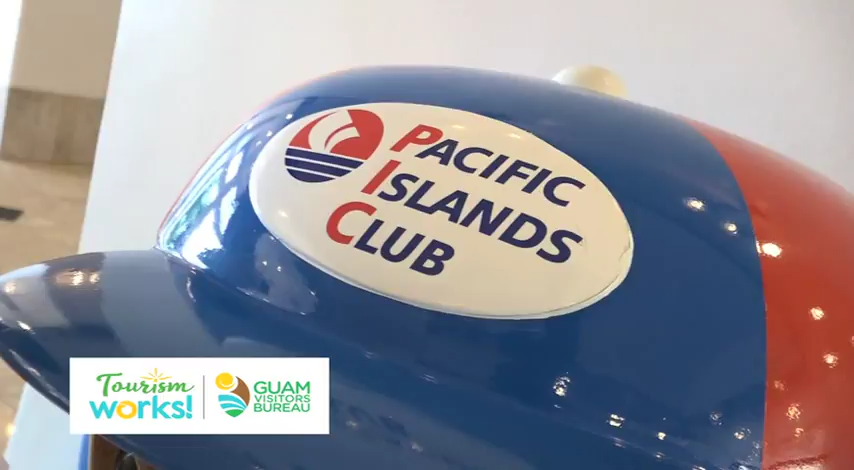 PACIFIC
ISLANDS
CLUB
Tourism
works!
GUAM
VISITORS
BUREAU